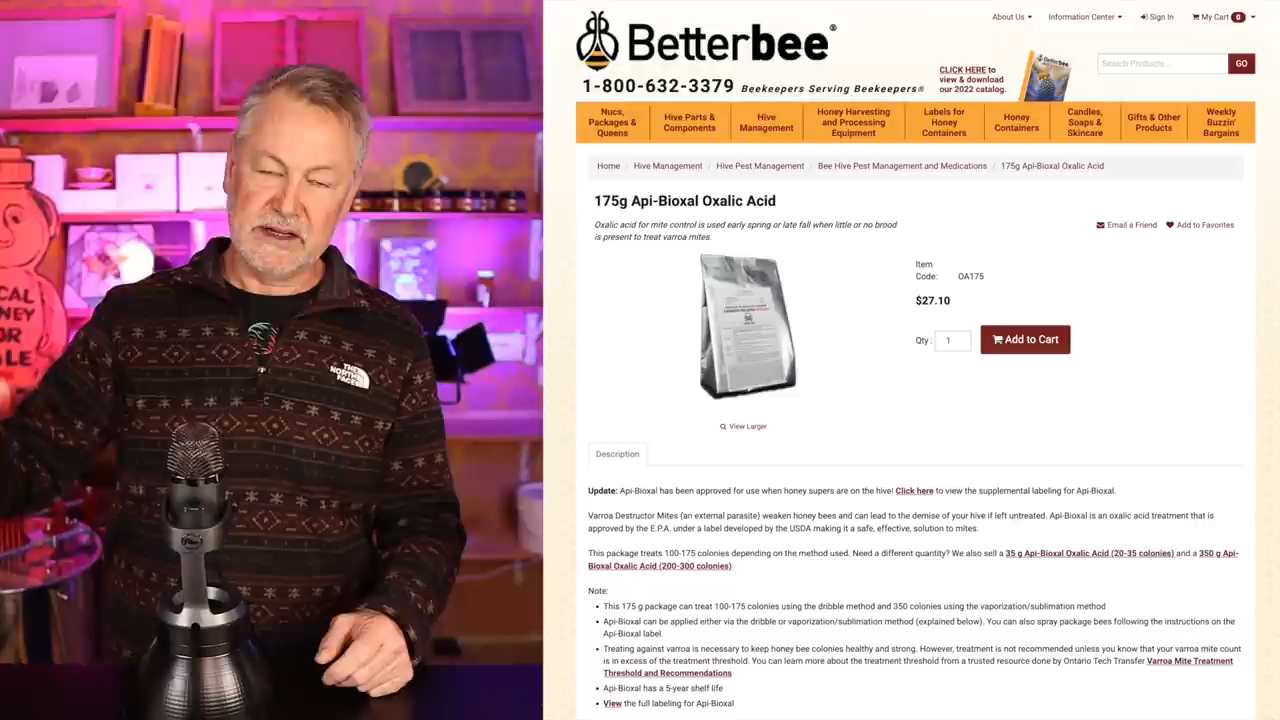 CAL
NEY
OR
LE
THE
NORTH
FACE
Betterbee®
1-800-632-3379 Beekeepers Serving Beekeepers®
About Us
Information Center
Sign In
My Cart 0
CLICK HERE to
view & download
our 2022 catalog.
Betterbee
Search Products...
GO
Nucs,
Packages &
Queens
Hive Parts &
Components
Hive
Management
Honey Harvesting
and Processing
Equipment
Labels for
Honey
Containers
Honey
Containers
Candles,
Soaps &
Skincare
Gifts & Other
Products
Weekly
Buzzin'
Bargains
Home / Hive Management / Hive Pest Management / Bee Hive Pest Management and Medications / 175g Api-Bioxal Oxalic Acid
175g Api-Bioxal Oxalic Acid
Oxalic acid for mite control is used early spring or late fall when little or no brood
is present to treat varroa mites.
Email a Friend
Add to Favorites
Item
Code: OA175
$27.10
Qty : 1
Add to Cart
View Larger
Description
Update: Api-Bioxal has been approved for use when honey supers are on the hive! Click here to view the supplemental labeling for Api-Bioxal.
Varroa Destructor Mites (an external parasite) weaken honey bees and can lead to the demise of your hive if left untreated. Api-Bioxal is an oxalic acid treatment that is
approved by the E.P.A. under a label developed by the USDA making it a safe, effective, solution to mites.
This package treats 100-175 colonies depending on the method used. Need a different quantity? We also sell a 35 g Api-Bioxal Oxalic Acid (20-35 colonies) and a 350 g Api-
Bioxal Oxalic Acid (200-300 colonies)
Note:
• This 175 g package can treat 100-175 colonies using the dribble method and 350 colonies using the vaporization/sublimation method
• Api-Bioxal can be applied either via the dribble or vaporization/sublimation method (explained below). You can also spray package bees following the instructions on the
Api-Bioxal label
• Treating against varroa is necessary to keep honey bee colonies healthy and strong. However, treatment is not recommended unless you know that your varroa mite count
is in excess of the treatment threshold. You can learn more about the treatment threshold from a trusted resource done by Ontario Tech Transfer Varroa Mite Treatment
Threshold and Recommendations
• Api-Bioxal has a 5-year shelf life
• View the full labeling for Api-Bioxal